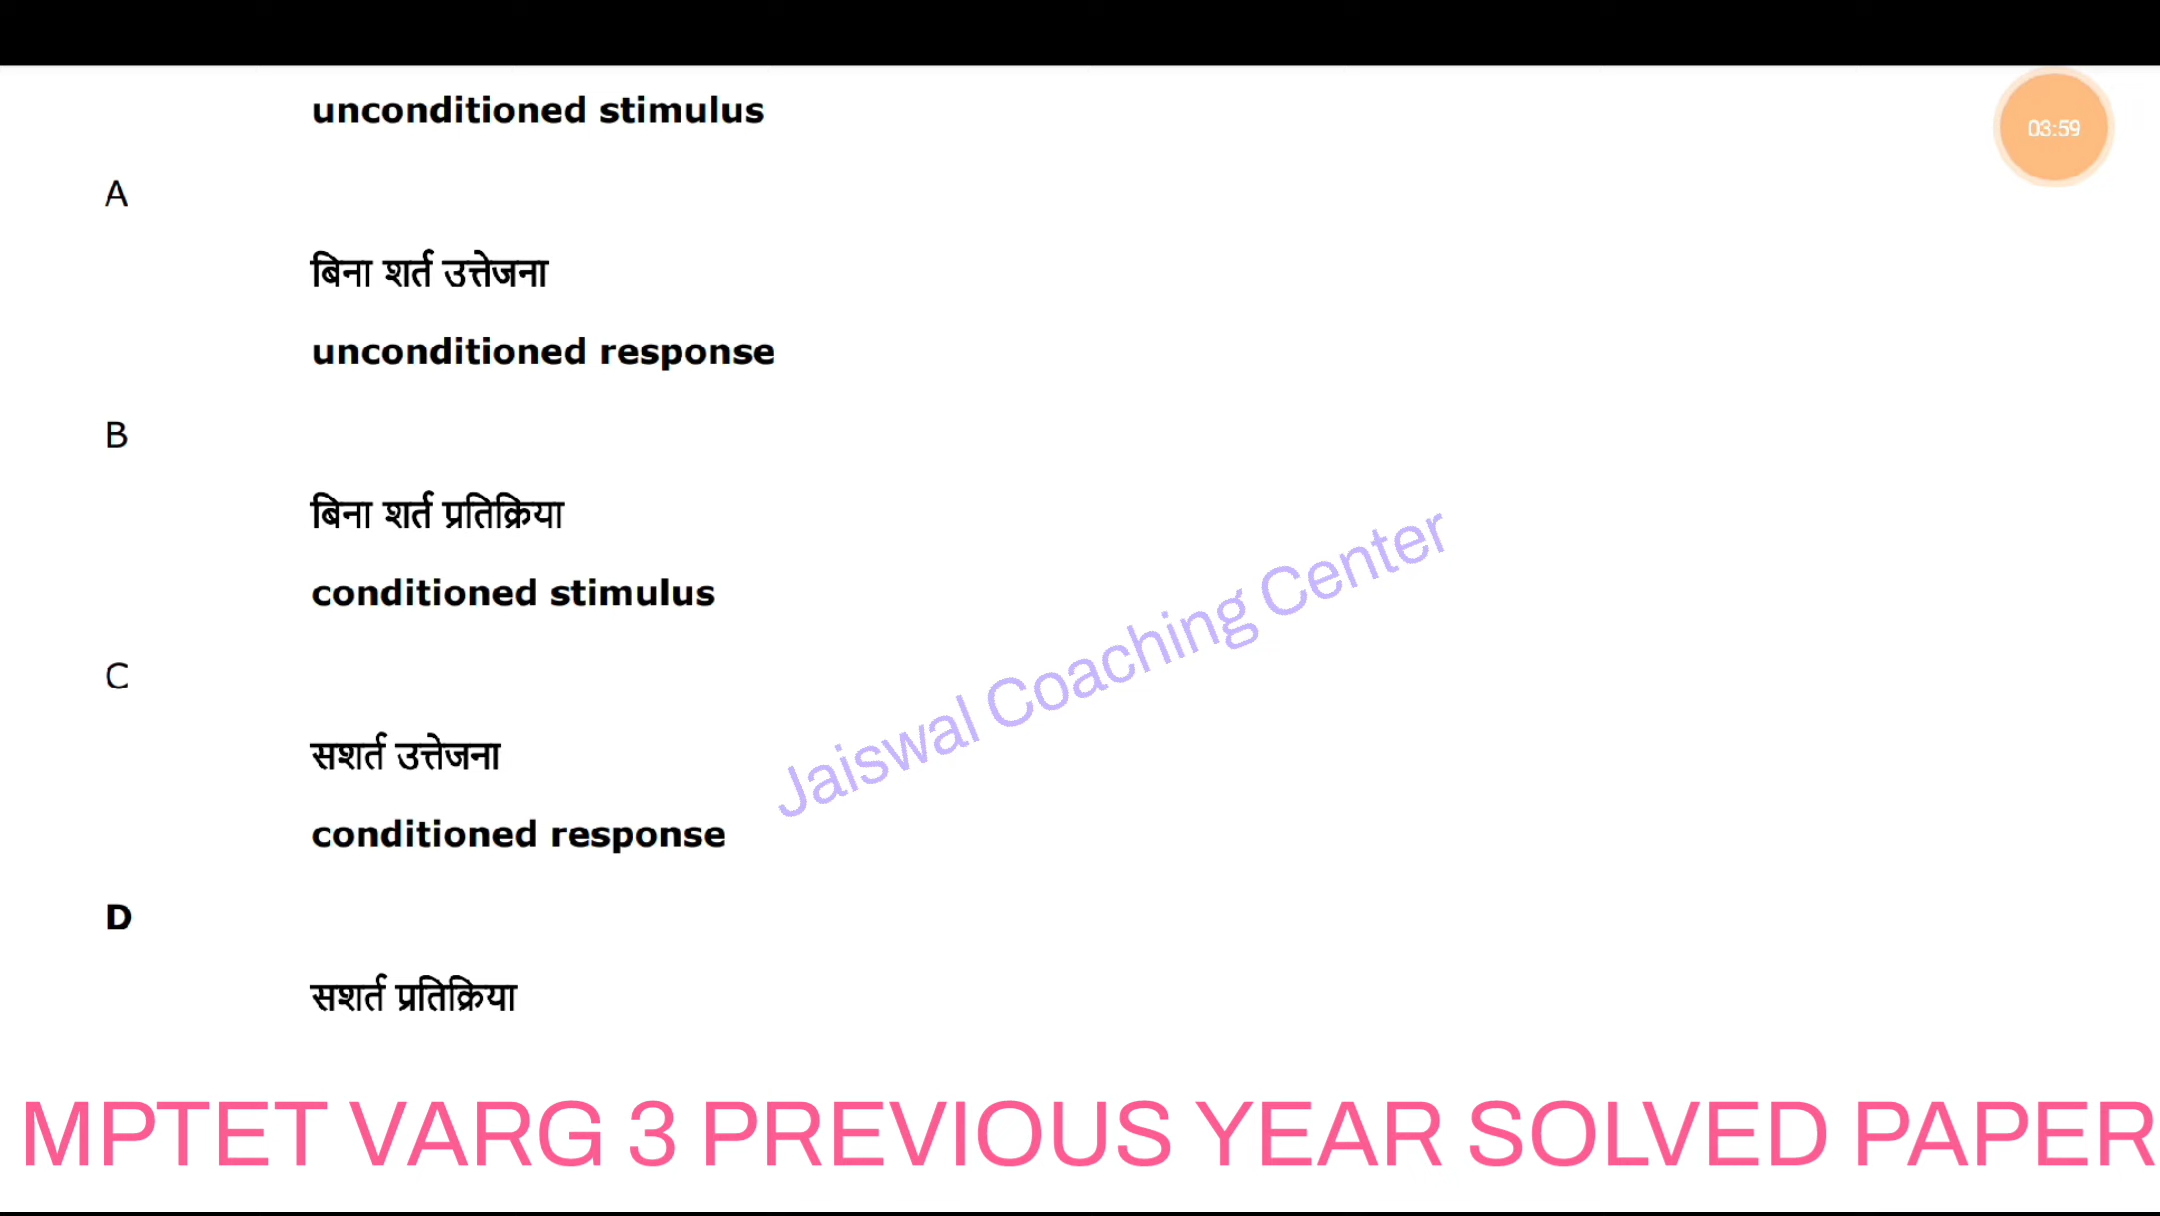 unconditioned stimulus
03:59
A
बिना शर्त उत्तेजना
unconditioned response
B
बिना शर्त प्रतिक्रिया
conditioned stimulus
C
सशर्त उत्तेजना
conditioned response
D
सशर्त प्रतिक्रिया
Jaiswal Coaching Center
MPTET VARG 3 PREVIOUS YEAR SOLVED PAPER